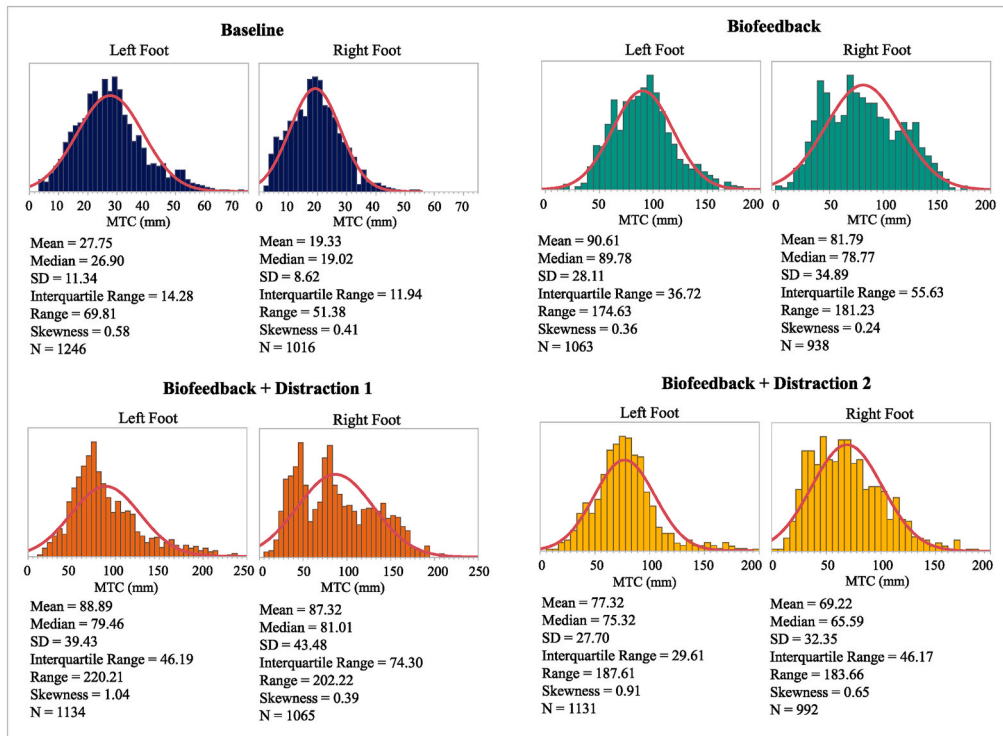 Baseline
Left Foot
Right Foot
0 10 20 30 40 50 60 70
0 10 20 30 40 50 60 70
MTC (mm)
MTC (mm)
Mean = 27.75
Median = 26.90
SD = 11.34
Interquartile Range = 14.28
Range = 69.81
Skewness = 0.58
N = 1246
Mean = 19.33
Median = 19.02
SD = 8.62
Interquartile Range = 11.94
Range = 51.38
Skewness = 0.41
N = 1016
Biofeedback
Left Foot
Right Foot
50 100 150 200
0 50 100 150 200
MTC (mm)
MTC (mm)
Mean = 90.61
Median = 89.78
SD = 28.11
Interquartile Range = 36.72
Range = 174.63
Skewness = 0.36
N = 1063
Mean = 81.79
Median = 78.77
SD = 34.89
Interquartile Range = 55.63
Range = 181.23
Skewness = 0.24
N = 938
Biofeedback + Distraction 1
Left Foot
Right Foot
0 50 100 150 200 250
0 50 100 150 200 250
MTC (mm)
MTC (mm)
Mean = 88.89
Median = 79.46
SD = 39.43
Interquartile Range = 46.19
Range = 220.21
Skewness = 1.04
N = 1134
Mean = 87.32
Median = 81.01
SD = 43.48
Interquartile Range = 74.30
Range = 202.22
Skewness = 0.39
N = 1065
Biofeedback + Distraction 2
Left Foot
Right Foot
0 50 100 150 200
0 50 100 150 200
MTC (mm)
MTC (mm)
Mean = 77.32
Median = 75.32
SD = 27.70
Interquartile Range = 29.61
Range = 187.61
Skewness = 0.91
N = 1131
Mean = 69.22
Median = 65.59
SD = 32.35
Interquartile Range = 46.17
Range = 183.66
Skewness = 0.65
N = 992